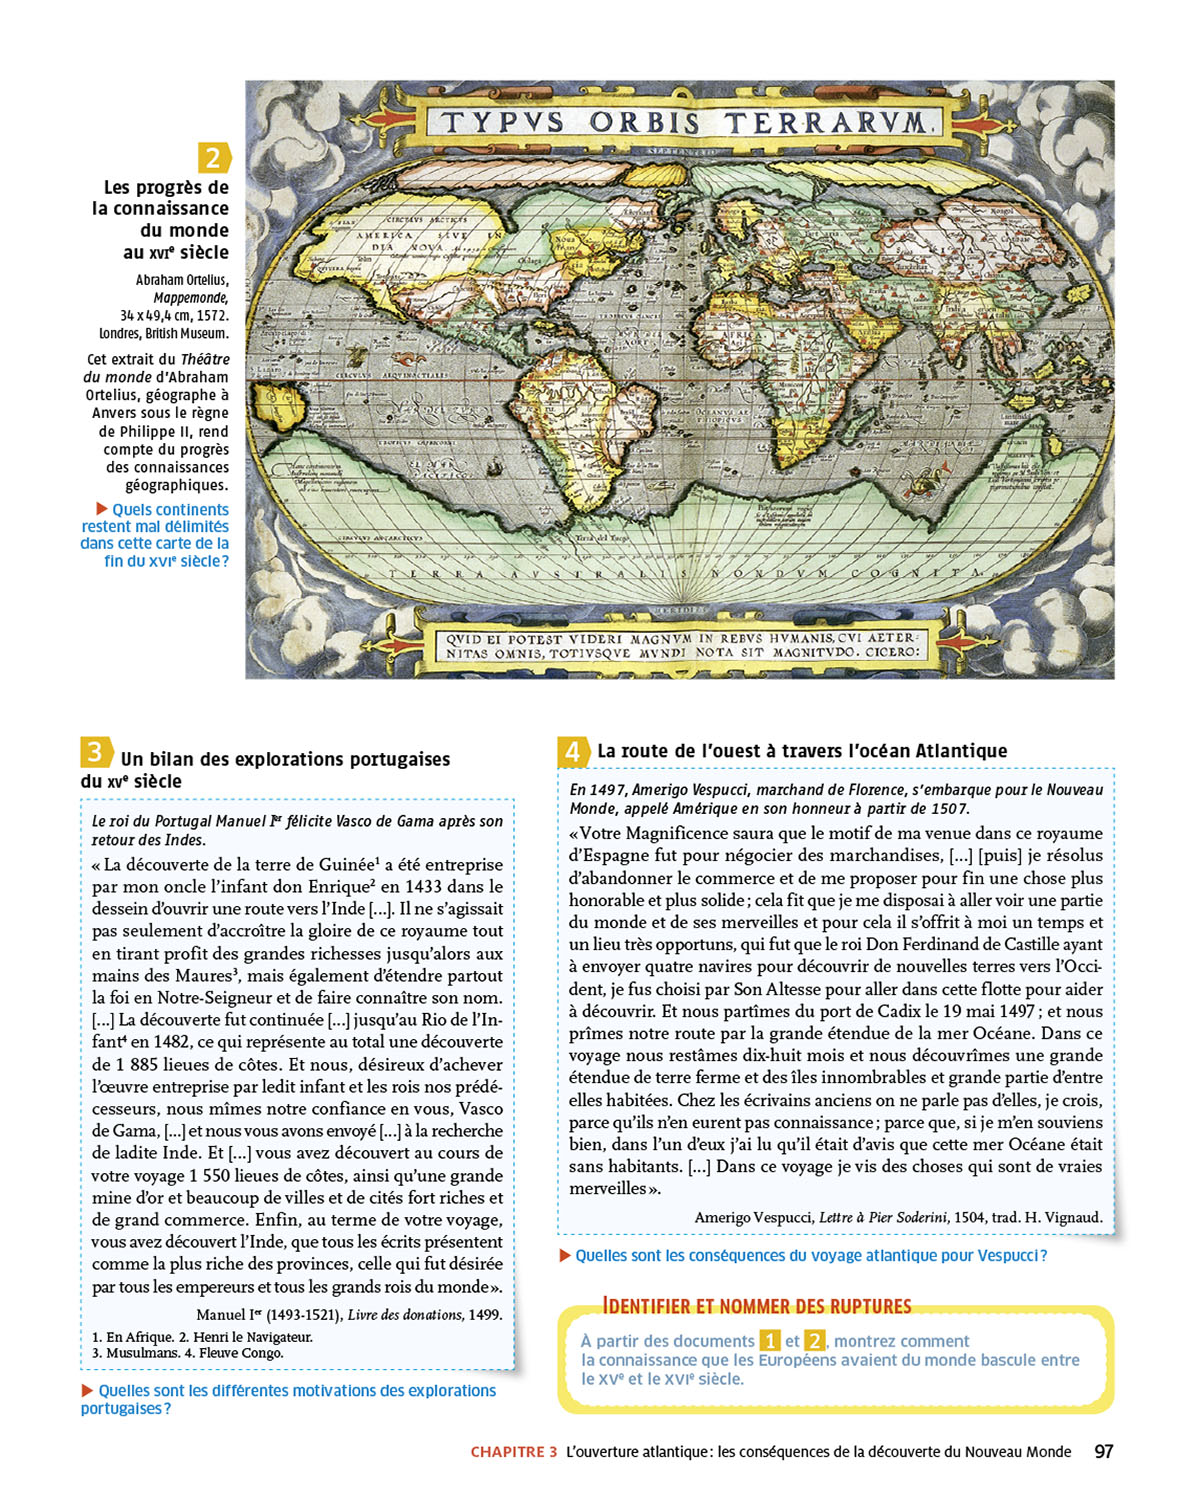 2
Les progrès de
la connaissance
du monde
au XVIe siècle
Abraham Ortelius,
Mappemonde,
34 x 49,4 cm, 1572.
Londres, British Museum.
Cet extrait du Théâtre
du monde d'Abraham
Ortelius, géographe à
Anvers sous le règne
de Philippe II, rend
compte du progrès
des connaissances
géographiques.
▶ Quels continents
restent mal délimités
dans cette carte de la
fin du XVIe siècle ?
TYPVS ORBIS TERRARVM.
SEPTENTRIO
CIRCVLVS ARCTICVS
AMERICA SIVE IN
DIA NOVA.
CIRCVLVS AEQVINOCTIALIS
CIRCVLVS ANTARCTICVS
Terra del Fuego
TERRA AVSTRALIS NONDVM COGNITA
MERIDIES
QVID EI POTEST VIDERI MAGNVM IN REBVS HVMANIS, CVI AETER-
NITAS OMNIS, TOTIVSQVE MVNDI NOTA SIT MAGNITVDO. CICERO:
3 Un bilan des explorations portugaises
du XVe siècle
Le roi du Portugal Manuel Ier félicite Vasco de Gama après son
retour des Indes.
« La découverte de la terre de Guinée1 a été entreprise
par mon oncle l'infant don Enrique2 en 1433 dans le
dessein d'ouvrir une route vers l'Inde [...]. Il ne s'agissait
pas seulement d'accroître la gloire de ce royaume tout
en tirant profit des grandes richesses jusqu'alors aux
mains des Maures3, mais également d'étendre partout
la foi en Notre-Seigneur et de faire connaître son nom.
[...] La découverte fut continuée [...] jusqu'au Rio de l'In-
fant4 en 1482, ce qui représente au total une découverte
de 1 885 lieues de côtes. Et nous, désireux d'achever
l'œuvre entreprise par ledit infant et les rois nos prédé-
cesseurs, nous mîmes notre confiance en vous, Vasco
de Gama, [...] et nous vous avons envoyé [...] à la recherche
de ladite Inde. Et [...] vous avez découvert au cours de
votre voyage 1 550 lieues de côtes, ainsi qu'une grande
mine d'or et beaucoup de villes et de cités fort riches et
de grand commerce. Enfin, au terme de votre voyage,
vous avez découvert l'Inde, que tous les écrits présentent
comme la plus riche des provinces, celle qui fut désirée
par tous les empereurs et tous les grands rois du monde ».
Manuel Ier (1493-1521), Livre des donations, 1499.
1. En Afrique. 2. Henri le Navigateur.
3. Musulmans. 4. Fleuve Congo.
▶ Quelles sont les différentes motivations des explorations
portugaises ?
4 La route de l'ouest à travers l'océan Atlantique
En 1497, Amerigo Vespucci, marchand de Florence, s'embarque pour le Nouveau
Monde, appelé Amérique en son honneur à partir de 1507.
« Votre Magnificence saura que le motif de ma venue dans ce royaume
d'Espagne fut pour négocier des marchandises, [...] [puis] je résolus
d'abandonner le commerce et de me proposer pour fin une chose plus
honorable et plus solide ; cela fit que je me disposai à aller voir une partie
du monde et de ses merveilles et pour cela il s'offrit à moi un temps et
un lieu très opportuns, qui fut que le roi Don Ferdinand de Castille ayant
à envoyer quatre navires pour découvrir de nouvelles terres vers l'Occi-
dent, je fus choisi par Son Altesse pour aller dans cette flotte pour aider
à découvrir. Et nous partîmes du port de Cadix le 19 mai 1497 ; et nous
prîmes notre route par la grande étendue de la mer Océane. Dans ce
voyage nous restâmes dix-huit mois et nous découvrîmes une grande
étendue de terre ferme et des îles innombrables et grande partie d'entre
elles habitées. Chez les écrivains anciens on ne parle pas d'elles, je crois,
parce qu'ils n'en eurent pas connaissance ; parce que, si je m'en souviens
bien, dans l'un d'eux j'ai lu qu'il était d'avis que cette mer Océane était
sans habitants. [...] Dans ce voyage je vis des choses qui sont de vraies
merveilles ».
Amerigo Vespucci, Lettre à Pier Soderini, 1504, trad. H. Vignaud.
▶ Quelles sont les conséquences du voyage atlantique pour Vespucci ?
IDENTIFIER ET NOMMER DES RUPTURES
À partir des documents 1 et 2, montrez comment
la connaissance que les Européens avaient du monde bascule entre
le XVe et le XVIe siècle.
CHAPITRE 3 L'ouverture atlantique : les conséquences de la découverte du Nouveau Monde 97